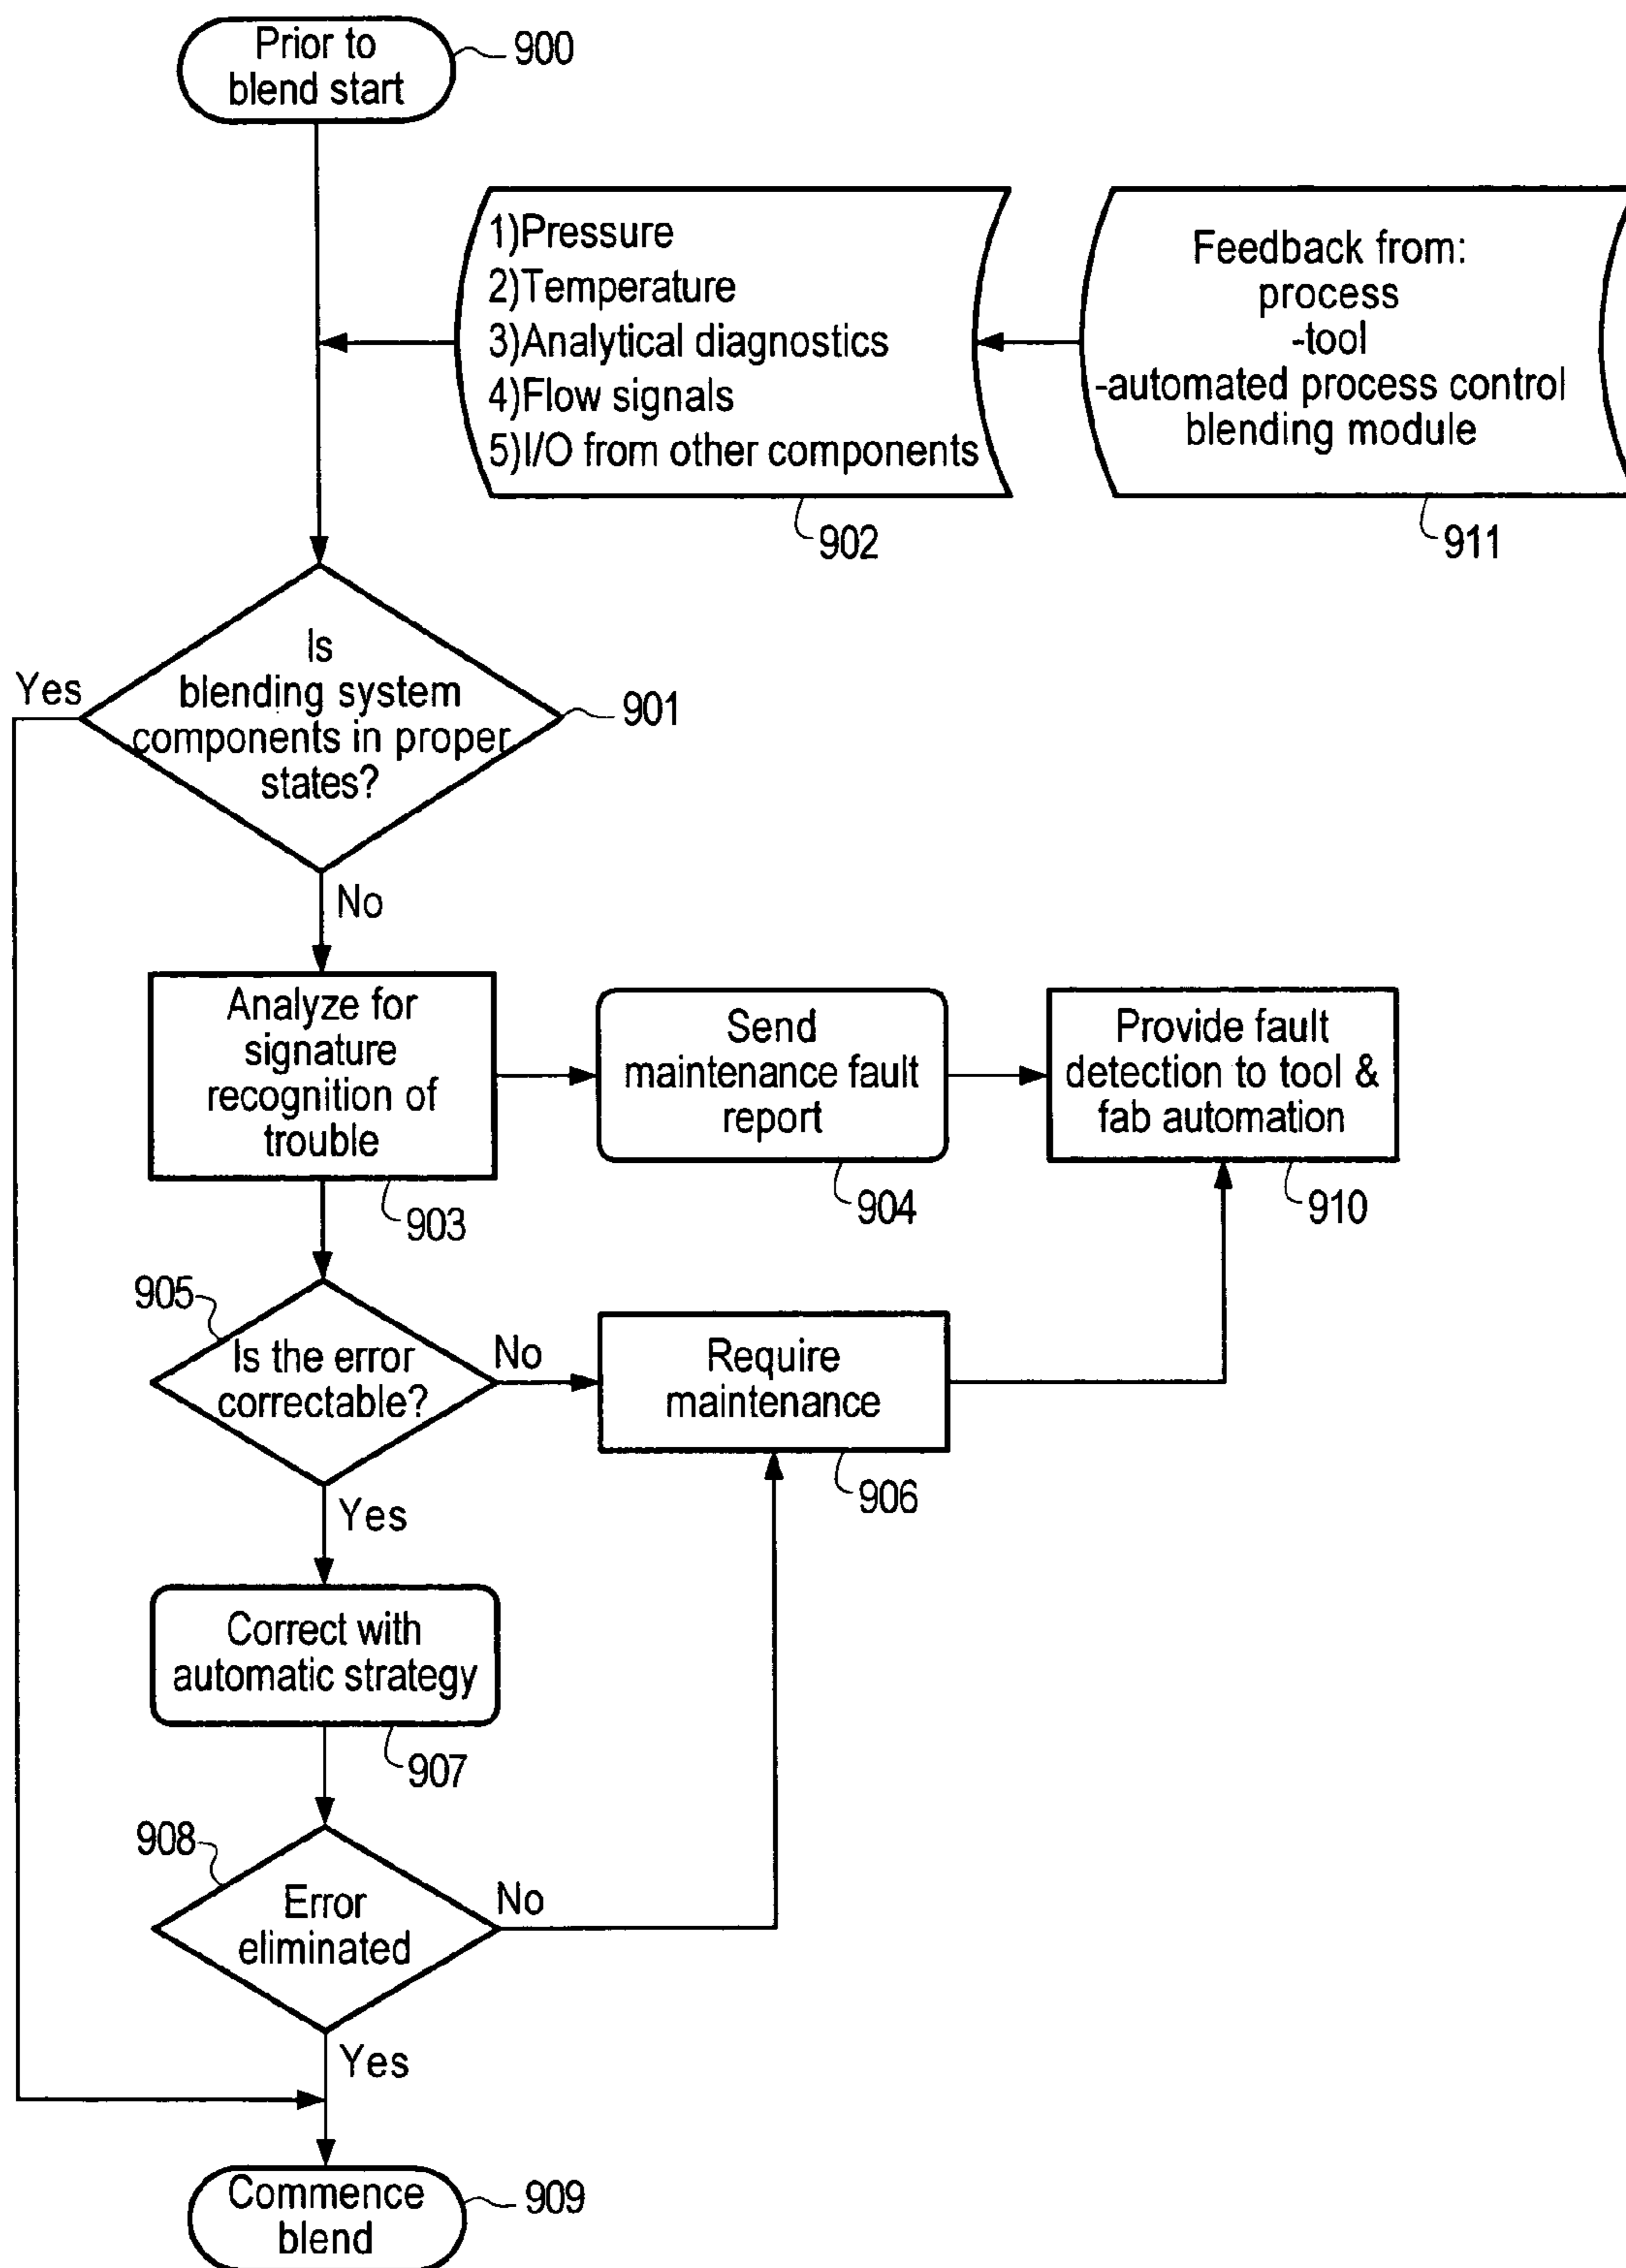 Prior to
blend start
900
1)Pressure
2)Temperature
3)Analytical diagnostics
4)Flow signals
5)I/O from other components
902
Feedback from:
process
-tool
-automated process control
blending module
911
Is
blending system
components in proper
states?
901
Yes
No
Analyze for
signature
recognition of
trouble
903
Send
maintenance fault
report
904
Provide fault
detection to tool &
fab automation
910
905
Is the error
correctable?
No
Require
maintenance
906
Yes
Correct with
automatic strategy
907
908
Error
eliminated
No
Yes
Commence
blend
909